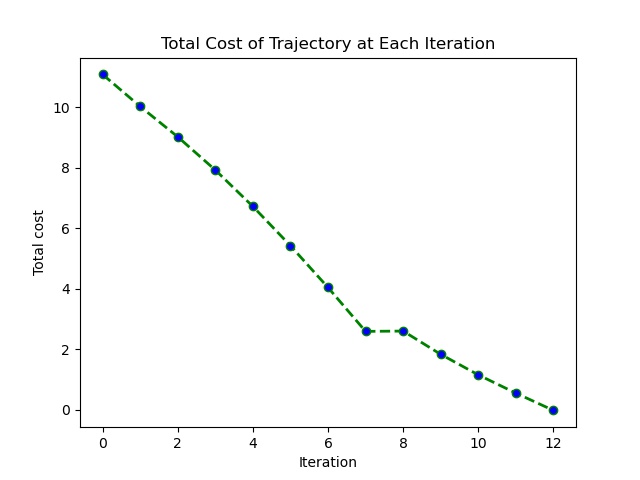 Total Cost of Trajectory at Each Iteration
10
8
6
4
2
0
Total cost
0 2 4 6 8 10 12
Iteration